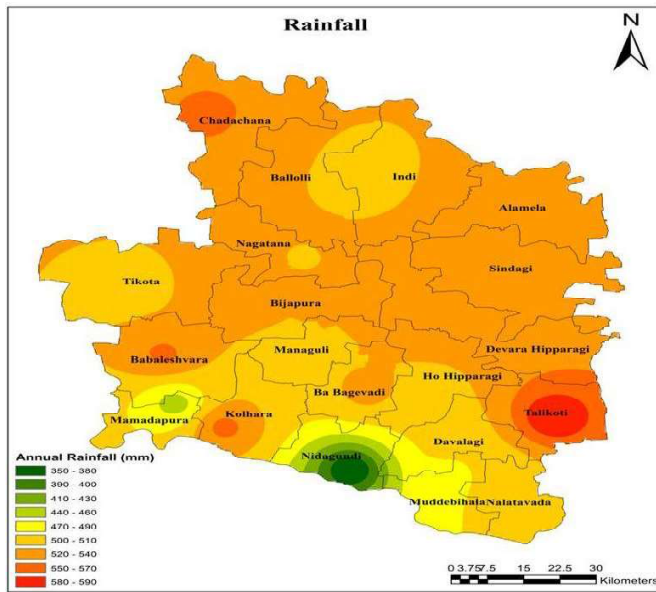 Rainfall
N
Chadachana
Ballolli
Indi
Alamela
Nagatana
Sindagi
Tikota
Bijapura
Managuli
Devara Hipparagi
Babaleshvara
Ba Bagevadi
Ho Hipparagi
Mamadapura
Kolhara
Talikoti
Davalagi
Nidagundi
Muddebihala
Nalatavada
Annual Rainfall (mm)
350 - 380
390 - 400
410 - 430
440 - 460
470 - 490
500 - 510
520 - 540
550 - 570
580 - 590
0 3.75 7.5 15 22.5 30
Kilometers